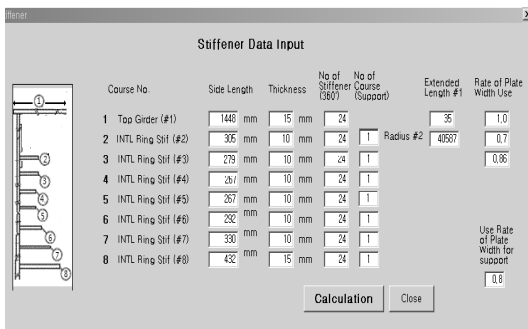 Stiffener Data Input
Course No. Side Length Thickness No of Stiffener (360') No of Course (Support) Extended Length #1 Rate of Plate Width Use
1 Top Girder (#1) 1448 mm 15 mm 24 35 1,0
2 INTL Ring Stif (#2) 305 mm 10 mm 24 1 Radius #2 40587 0,7
3 INTL Ring Stif (#3) 279 mm 10 mm 24 1 0,86
4 INTL Ring Stif (#4) 267 mm 10 mm 24 1
5 INTL Ring Stif (#5) 267 mm 10 mm 24 1
6 INTL Ring Stif (#6) 292 mm 10 mm 24 1
7 INTL Ring Stif (#7) 330 mm 10 mm 24 1
8 INTL Ring Stif (#8) 432 mm 15 mm 24 1
Use Rate of Plate Width for support
0,8
Calculation Close
1
2
3
4
5
6
7
8